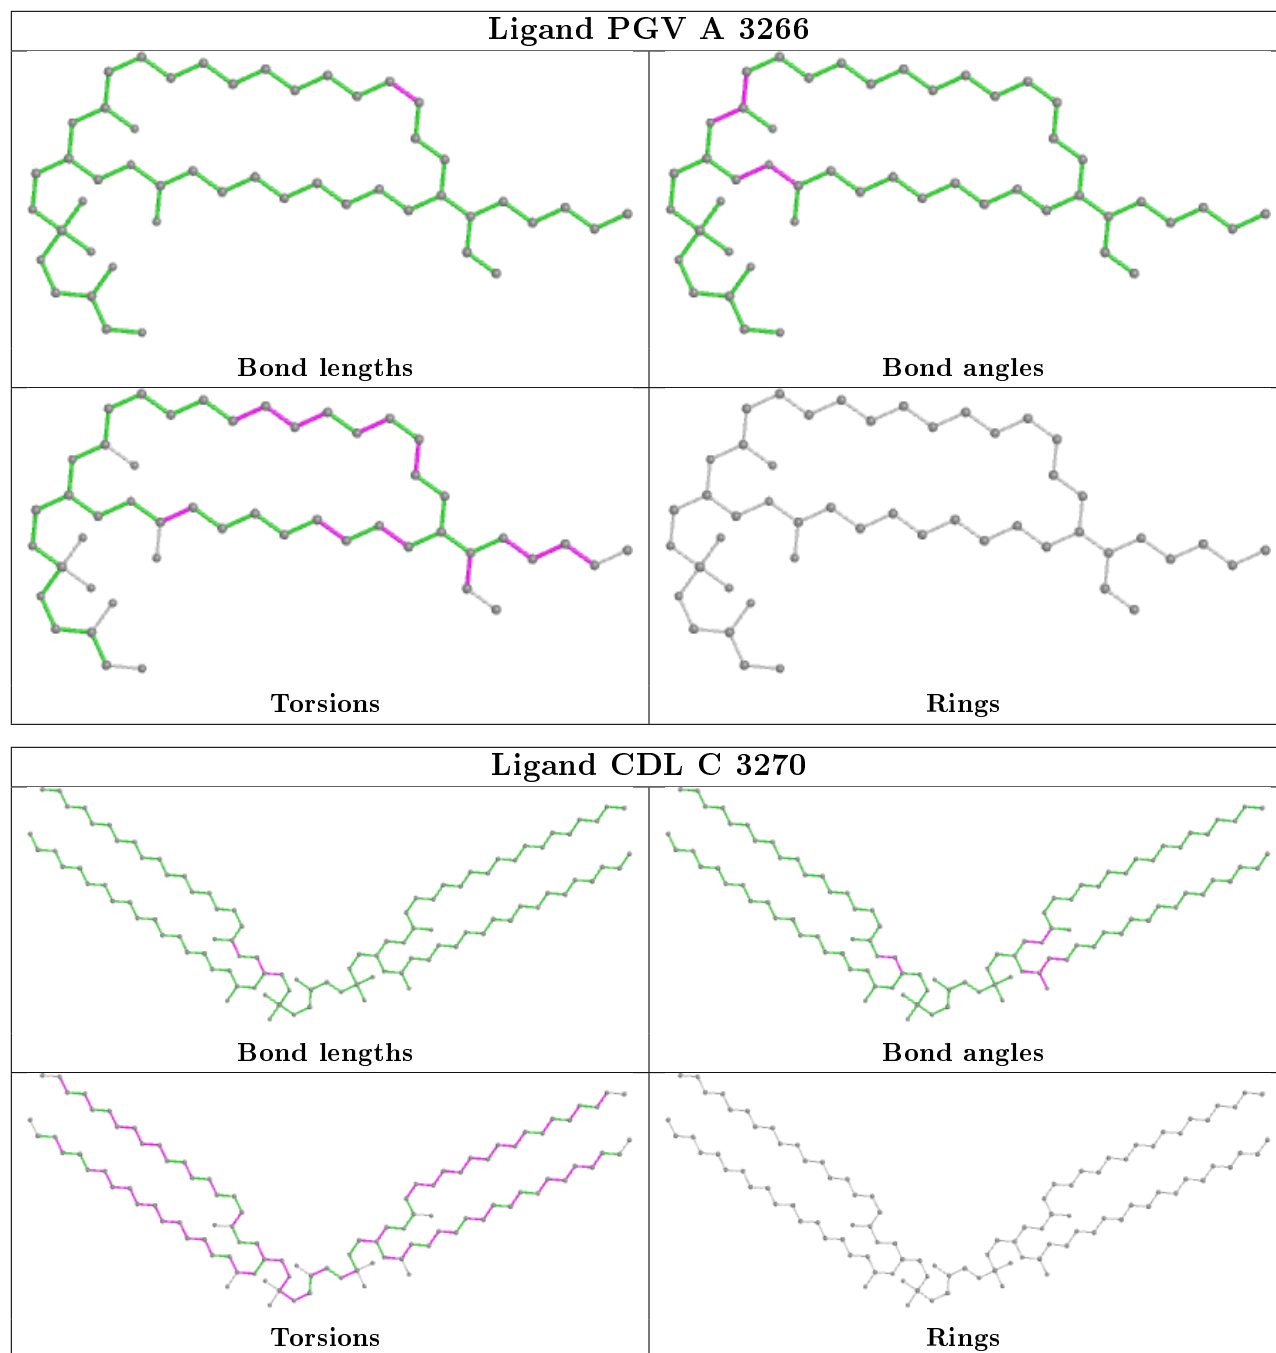 Ligand PGV A 3266
Bond lengths
Bond angles
Torsions
Rings
Ligand CDL C 3270
Bond lengths
Bond angles
Torsions
Rings